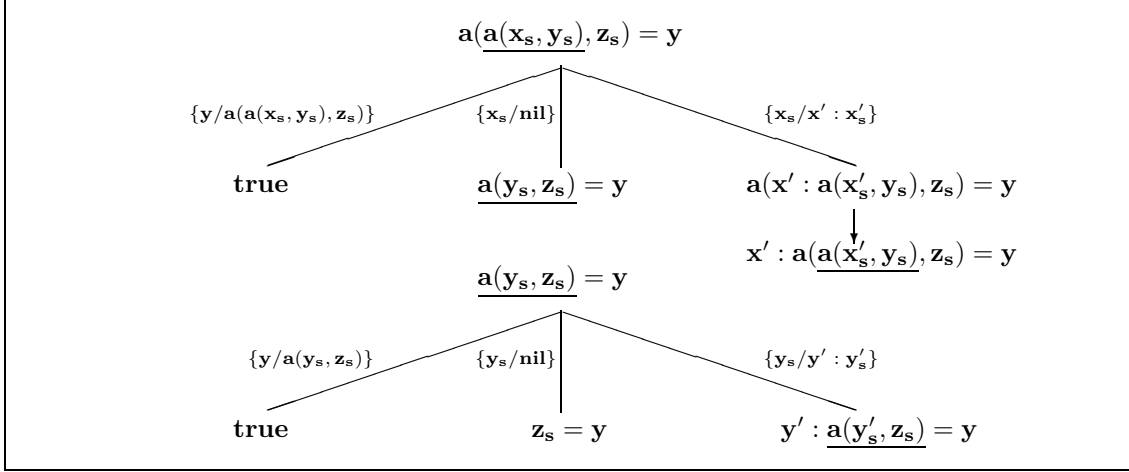 a(a(xₛ, yₛ), zₛ) = y
{y/a(a(xₛ, yₛ), zₛ)} {xₛ/nil} {xₛ/x′ : x′ₛ}
true a(yₛ, zₛ) = y a(x′ : a(x′ₛ, yₛ), zₛ) = y
x′ : a(a(x′ₛ, yₛ), zₛ) = y
a(yₛ, zₛ) = y
{y/a(yₛ, zₛ)} {yₛ/nil} {yₛ/y′ : y′ₛ}
true zₛ = y y′ : a(y′ₛ, zₛ) = y